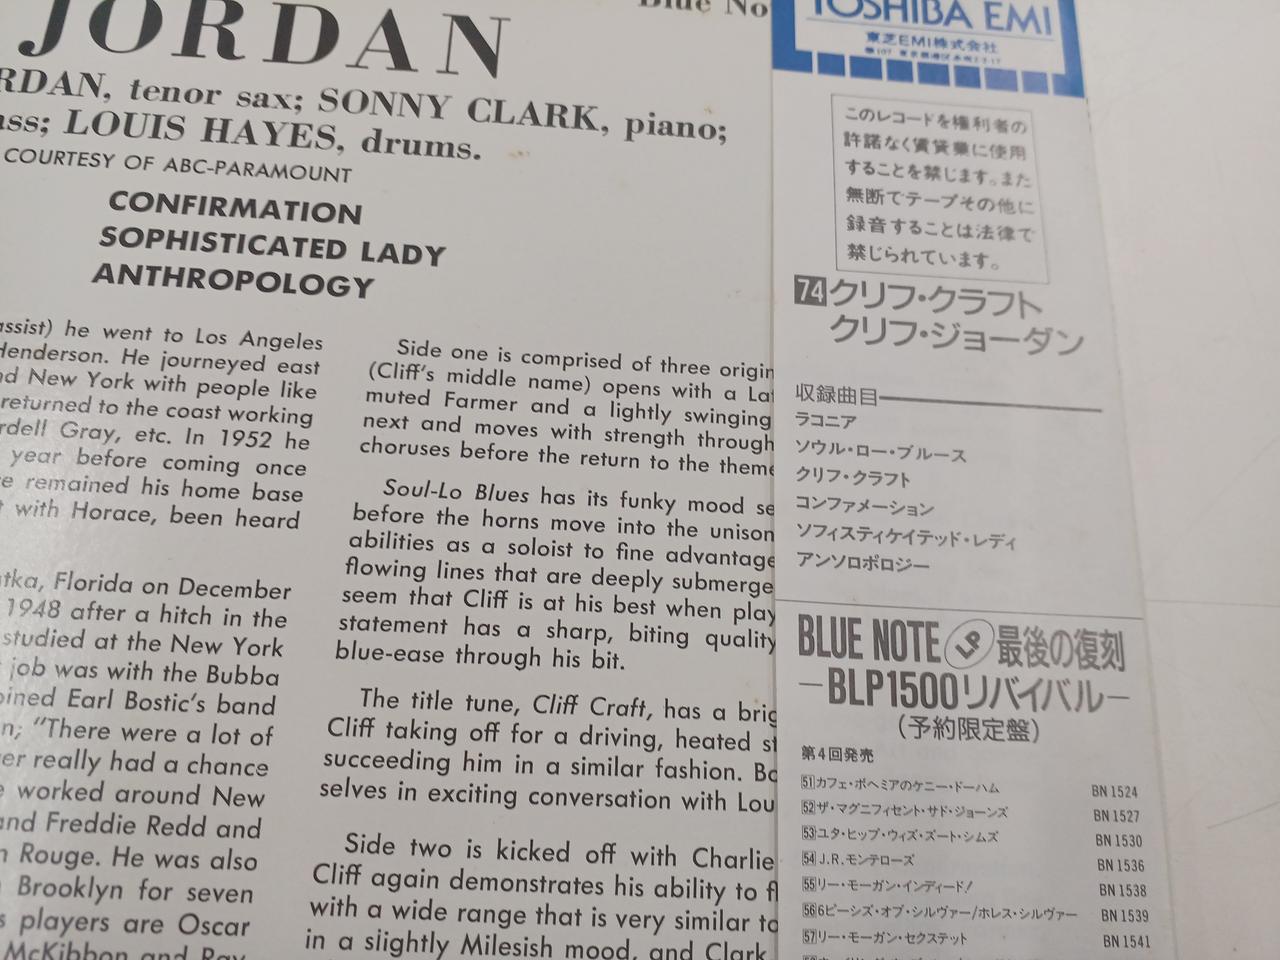 Blue No
JORDAN
RDAN, tenor sax; SONNY CLARK, piano;
ass; LOUIS HAYES, drums.
COURTESY OF ABC-PARAMOUNT
CONFIRMATION
SOPHISTICATED LADY
ANTHROPOLOGY
assist) he went to Los Angeles
Henderson. He journeyed east
nd New York with people like
returned to the coast working
rdell Gray, etc. In 1952 he
year before coming once
re remained his home base
t with Horace, been heard
atka, Florida on December
1948 after a hitch in the
studied at the New York
job was with the Bubba
oined Earl Bostic's band
n; "There were a lot of
er really had a chance
e worked around New
and Freddie Redd and
n Rouge. He was also
Brooklyn for seven
s players are Oscar
McKibbon and Ray
Side one is comprised of three origin
(Cliff's middle name) opens with a Lat
muted Farmer and a lightly swinging
next and moves with strength through
choruses before the return to the theme
Soul-Lo Blues has its funky mood se
before the horns move into the unison
abilities as a soloist to fine advantage
flowing lines that are deeply submerge
seem that Cliff is at his best when play
statement has a sharp, biting quality
blue-ease through his bit.
The title tune, Cliff Craft, has a brig
Cliff taking off for a driving, heated st
succeeding him in a similar fashion. Bo
selves in exciting conversation with Lou
Side two is kicked off with Charlie
Cliff again demonstrates his ability to fl
with a wide range that is very similar to
in a slightly Milesish mood, and Clark
TOSHIBA EMI
東芝EMI株式会社
このレコードを権利者の
許諾なく賃貸業に使用
することを禁じます。また
無断でテープその他に
録音することは法律で
禁じられています。
74 クリフ・クラフト
クリフ・ジョーダン
収録曲目
ラコニア
ソウル・ロー・ブルース
クリフ・クラフト
コンファメーション
ソフィスティケイテッド・レディ
アンソロポロジー
BLUE NOTE 最後の復刻
—BLP1500リバイバル—
(予約限定盤)
第4回発売
51 カフェ・ボヘミアのケニー・ドーハム BN 1524
52 ザ・マグニフィセント・サド・ジョーンズ BN 1527
53 ユタ・ヒップ・ウィズ・ズート・シムズ BN 1530
54 J.R.モンテローズ BN 1536
55 リー・モーガン・インディード! BN 1538
56 6ピーシズ・オブ・シルヴァー/ホレス・シルヴァー BN 1539
57 リー・モーガン・セクステット BN 1541